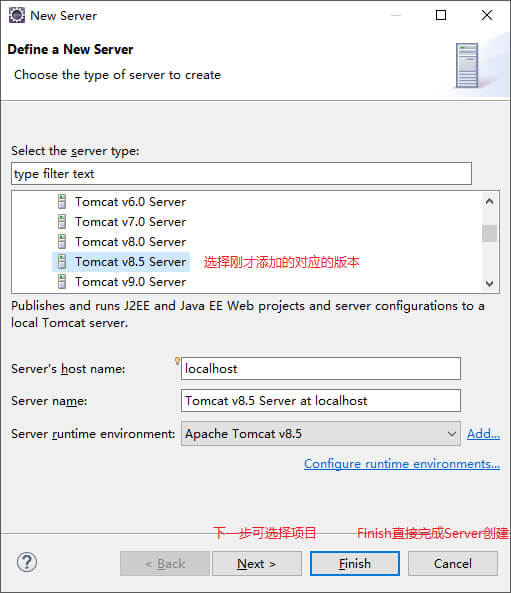 New Server
Define a New Server
Choose the type of server to create
Select the server type:
type filter text
Tomcat v6.0 Server
Tomcat v7.0 Server
Tomcat v8.0 Server
Tomcat v8.5 Server 选择刚才添加的对应的版本
Tomcat v9.0 Server
Publishes and runs J2EE and Java EE Web projects and server configurations to a
local Tomcat server.
Server's host name: localhost
Server name: Tomcat v8.5 Server at localhost
Server runtime environment: Apache Tomcat v8.5 Add...
Configure runtime environments...
下一步可选择项目 Finish直接完成Server创建
? < Back Next > Finish Cancel